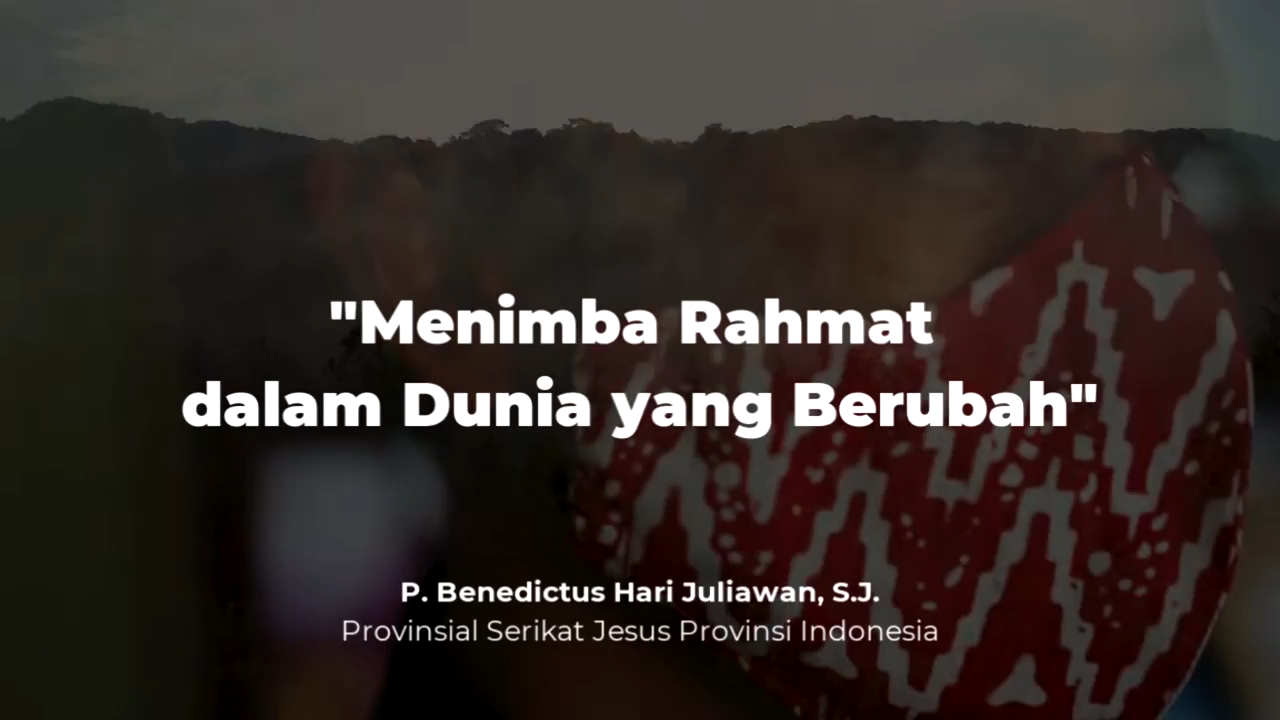 "Menimba Rahmat
dalam Dunia yang Berubah"
P. Benedictus Hari Juliawan, S.J.
Provinsial Serikat Jesus Provinsi Indonesia